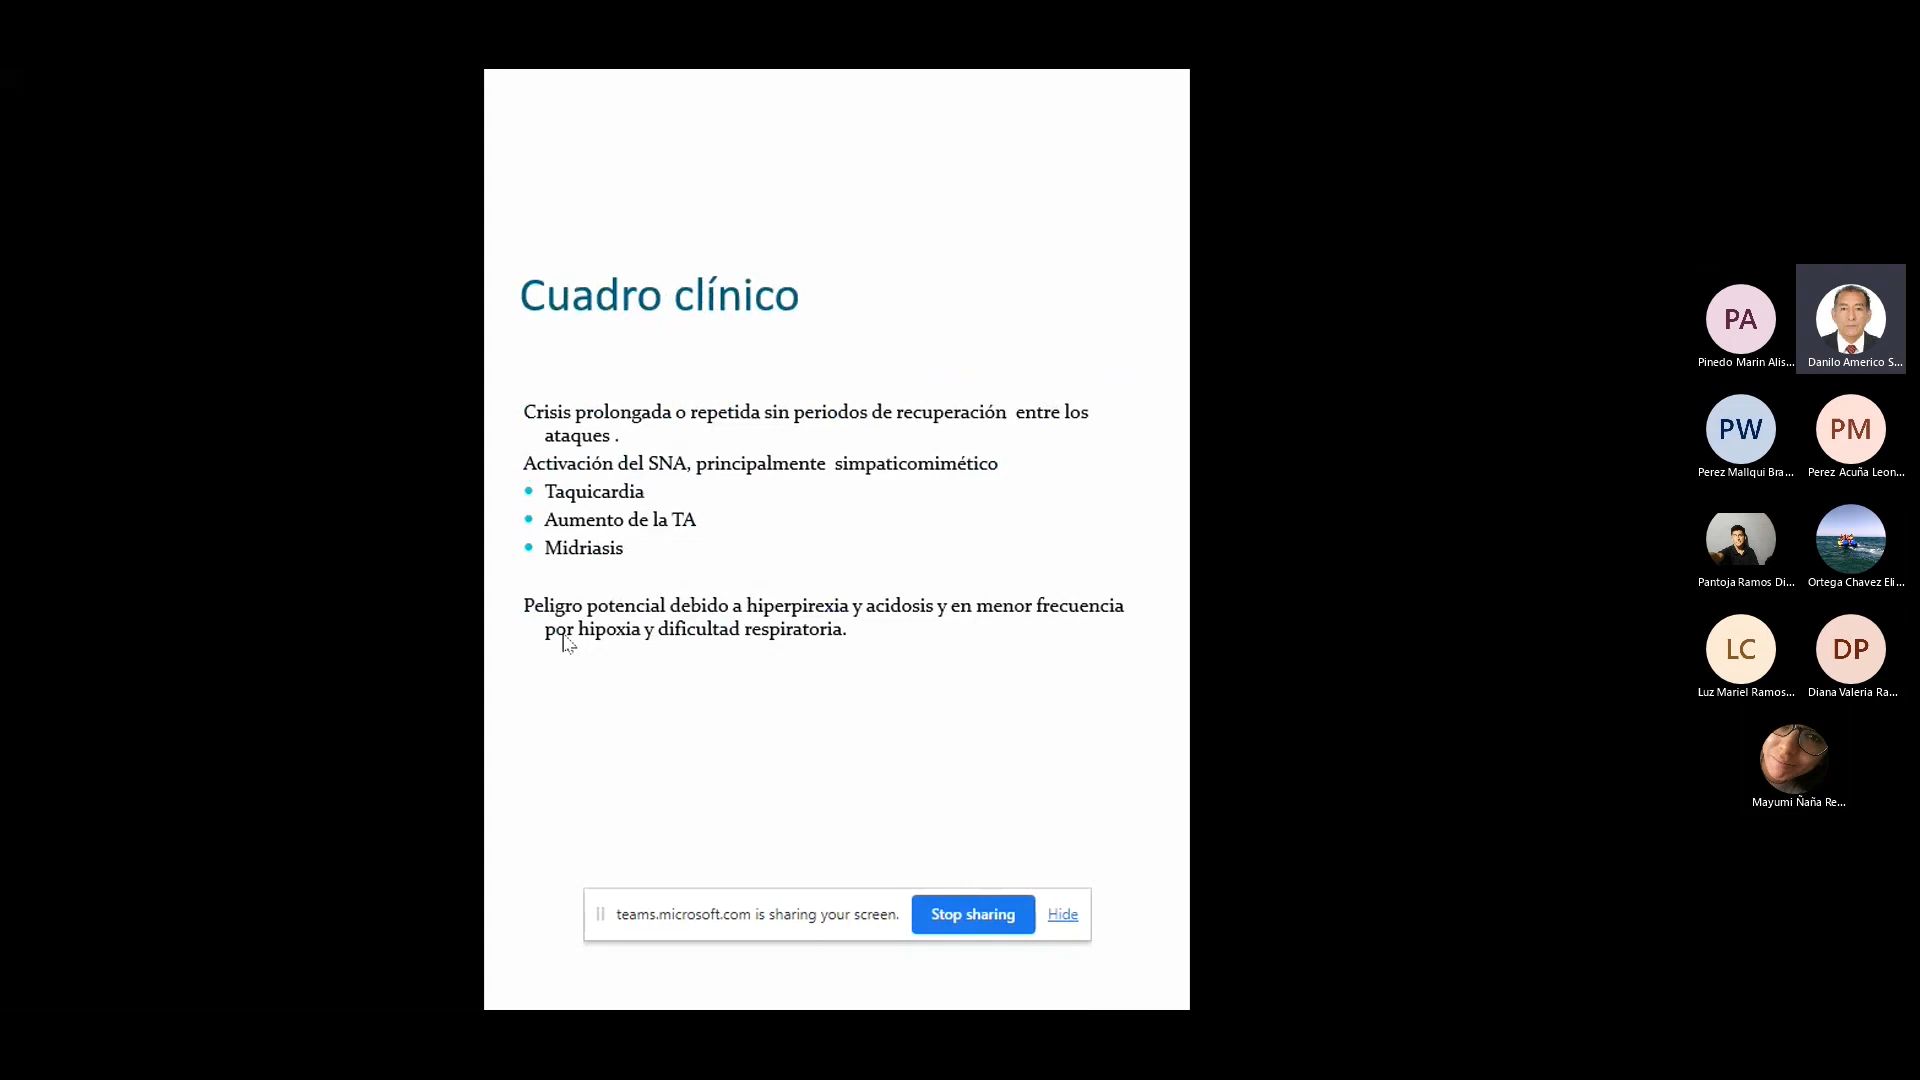 Cuadro clínico
Crisis prolongada o repetida sin periodos de recuperación entre los
ataques .
Activación del SNA, principalmente simpaticomimético
• Taquicardia
• Aumento de la TA
• Midriasis
Peligro potencial debido a hiperpirexia y acidosis y en menor frecuencia
por hipoxia y dificultad respiratoria.
teams.microsoft.com is sharing your screen. Stop sharing Hide
PA
Pinedo Marin Alis... Danilo Americo S...
PW PM
Perez Mallqui Bra... Perez Acuña Leon...
Pantoja Ramos Di... Ortega Chavez Eli...
LC DP
Luz Mariel Ramos... Diana Valeria Ra...
Mayumi Ñaña Re...